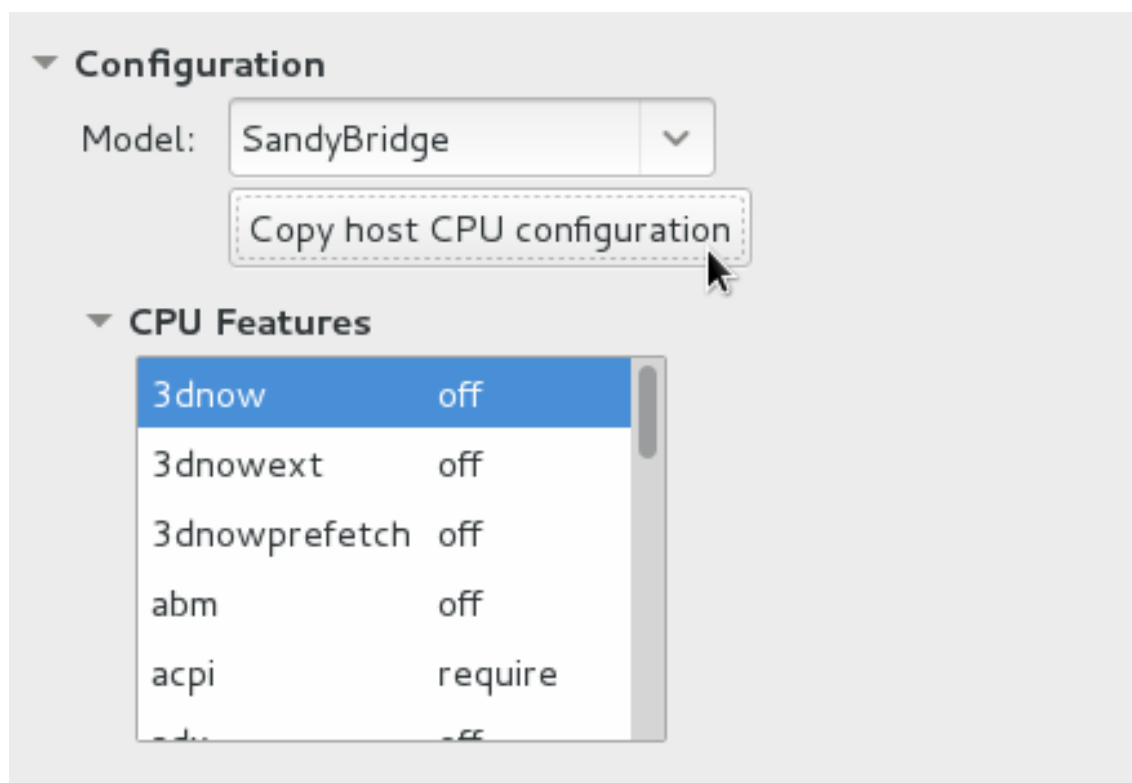 Configuration
Model: SandyBridge
Copy host CPU configuration
CPU Features
3dnow off
3dnowext off
3dnowprefetch off
abm off
acpi require